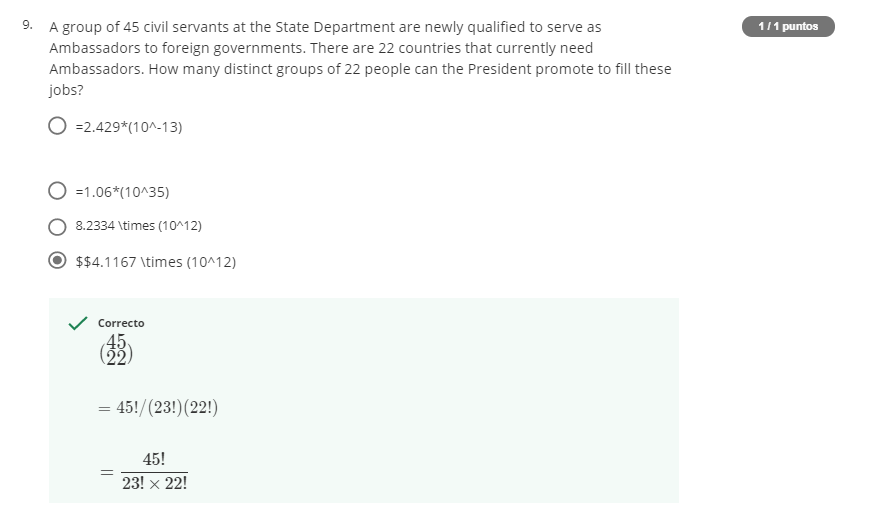 9. A group of 45 civil servants at the State Department are newly qualified to serve as
Ambassadors to foreign governments. There are 22 countries that currently need
Ambassadors. How many distinct groups of 22 people can the President promote to fill these
jobs?
1 / 1 puntos
=2.429*(10^-13)
=1.06*(10^35)
8.2334 \times (10^12)
$$4.1167 \times (10^12)
Correcto
(45
22)
= 45!/(23!)(22!)
= 45!
23! × 22!